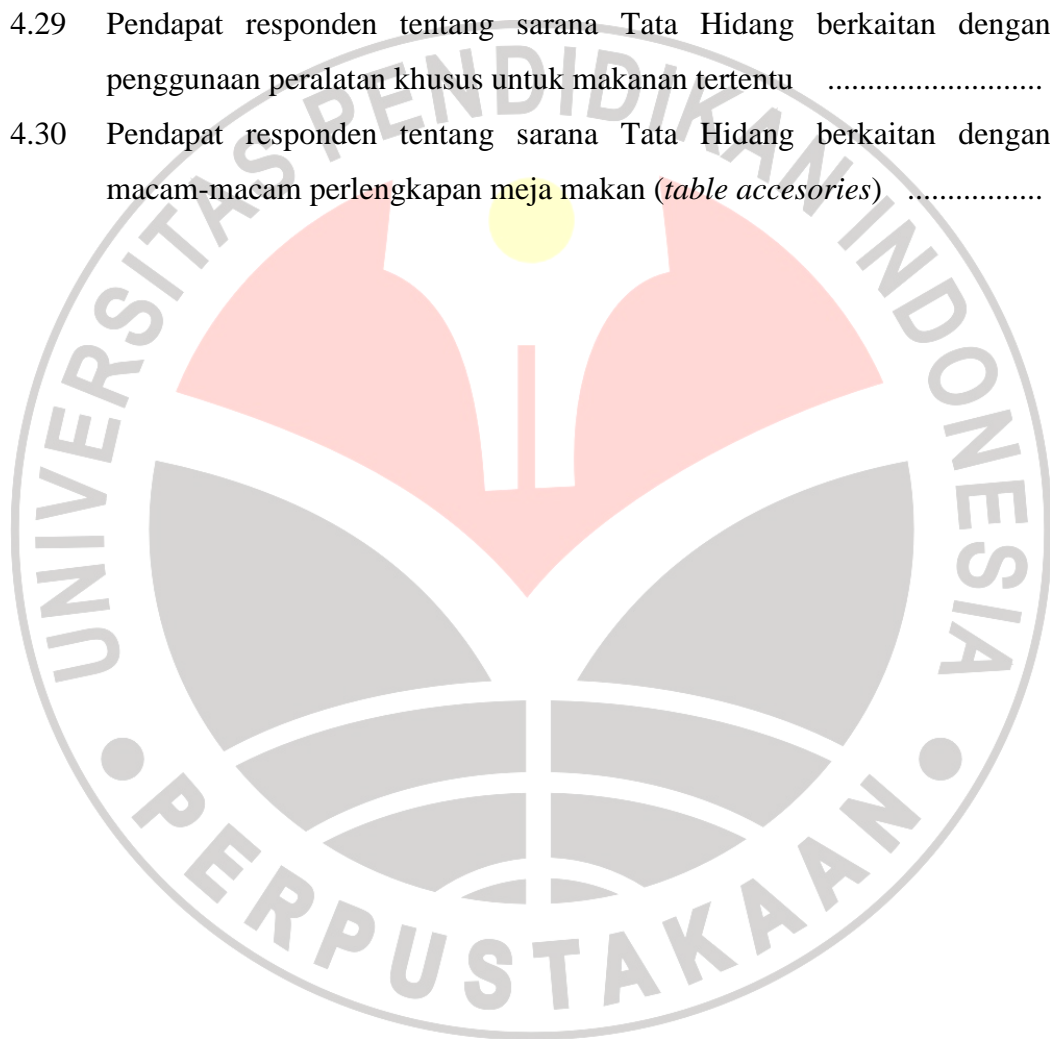 4.29 Pendapat responden tentang sarana Tata Hidang berkaitan dengan
penggunaan peralatan khusus untuk makanan tertentu ...........................
4.30 Pendapat responden tentang sarana Tata Hidang berkaitan dengan
macam-macam perlengkapan meja makan (table accesories) .................
UNIVERSITAS PENDIDIKAN INDONESIA
PERPUSTAKAAN